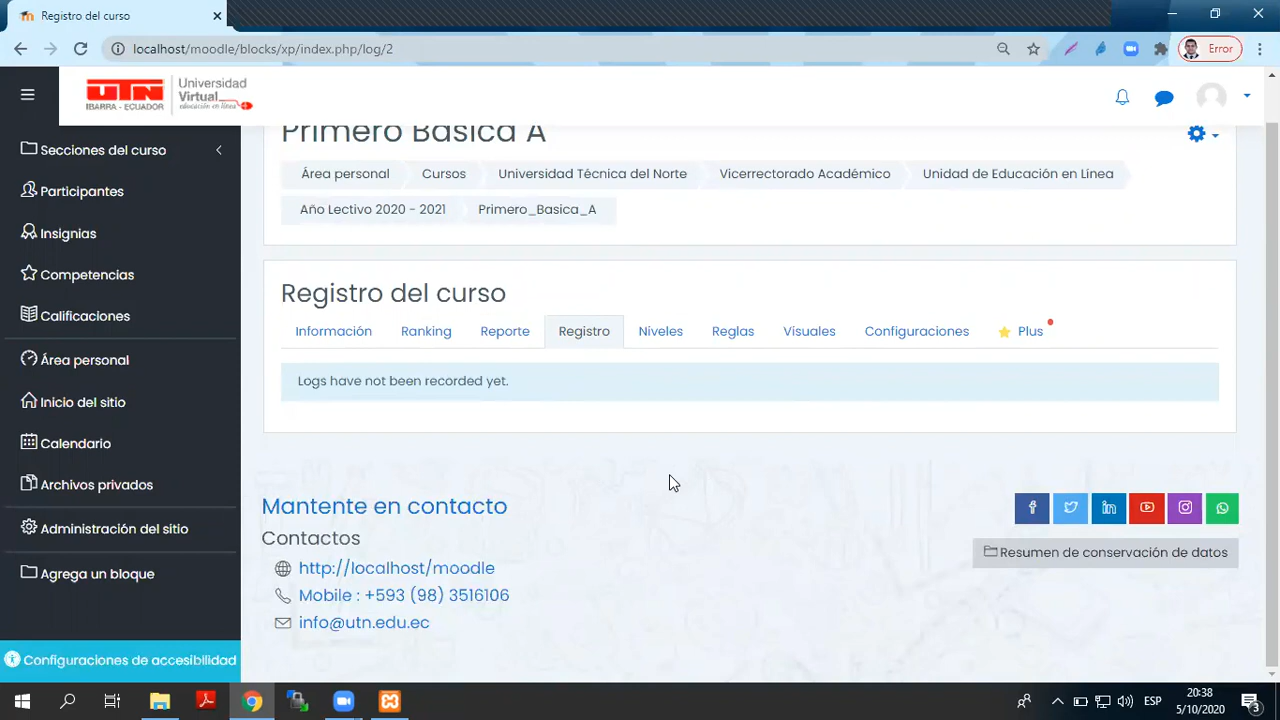 Registro del curso
localhost/moodle/blocks/xp/index.php/log/2
Error
UTN
IBARRA - ECUADOR
Universidad
Virtual
educación en línea
Primero Basica A
Secciones del curso
Participantes
Insignias
Competencias
Calificaciones
Área personal
Inicio del sitio
Calendario
Archivos privados
Administración del sitio
Agrega un bloque
Configuraciones de accesibilidad
Área personal Cursos Universidad Técnica del Norte Vicerrectorado Académico Unidad de Educación en Línea
Año Lectivo 2020 - 2021 Primero_Basica_A
Registro del curso
Información Ranking Reporte Registro Niveles Reglas Visuales Configuraciones Plus
Logs have not been recorded yet.
Mantente en contacto
Contactos
http://localhost/moodle
Mobile : +593 (98) 3516106
info@utn.edu.ec
Resumen de conservación de datos
ESP
20:38
5/10/2020
3